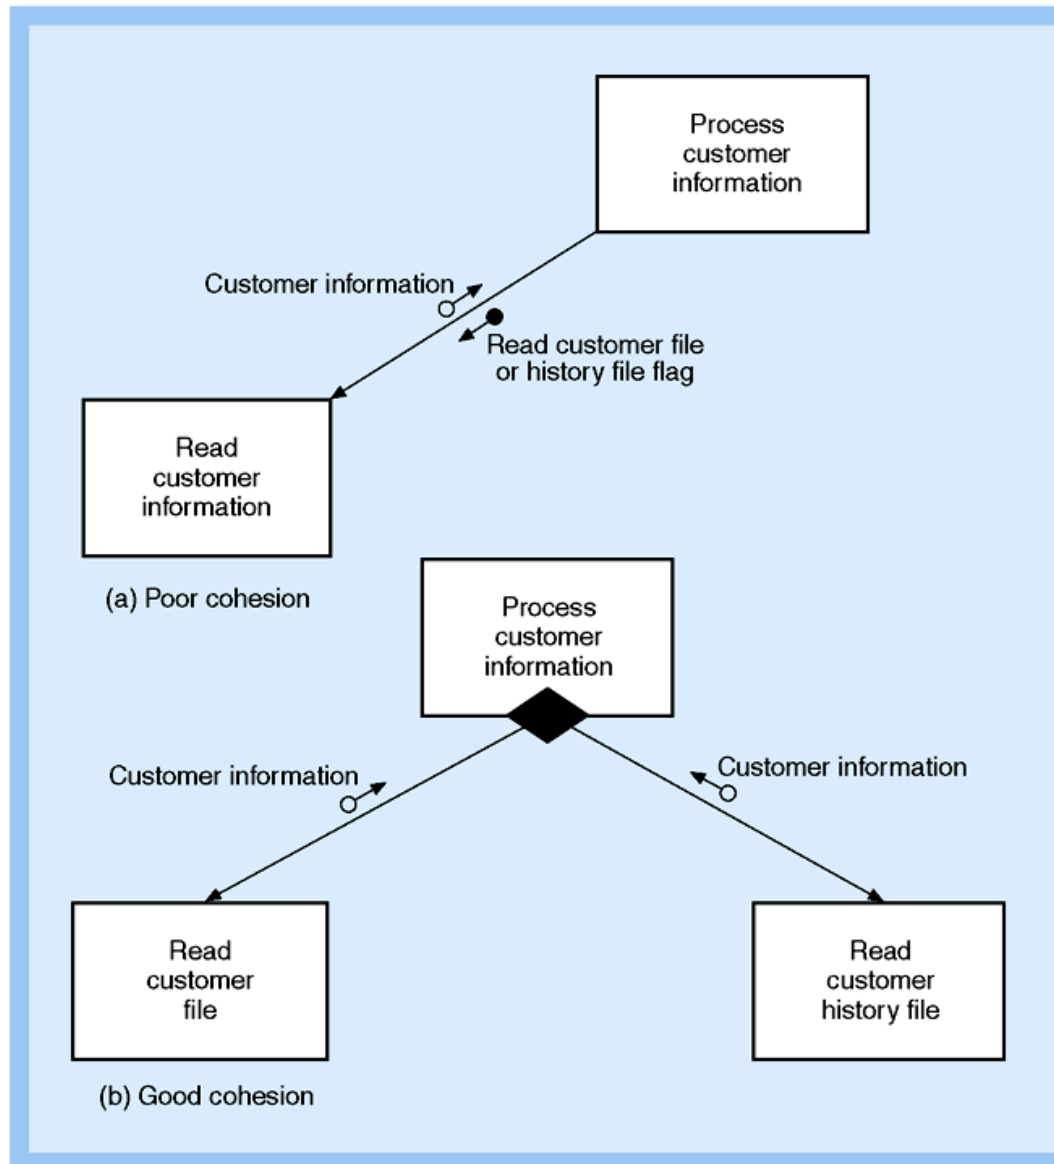 Process
customer
information
Customer information
Read customer file
or history file flag
Read
customer
information
(a) Poor cohesion
Process
customer
information
Customer information
Customer information
Read
customer
file
Read
customer
history file
(b) Good cohesion